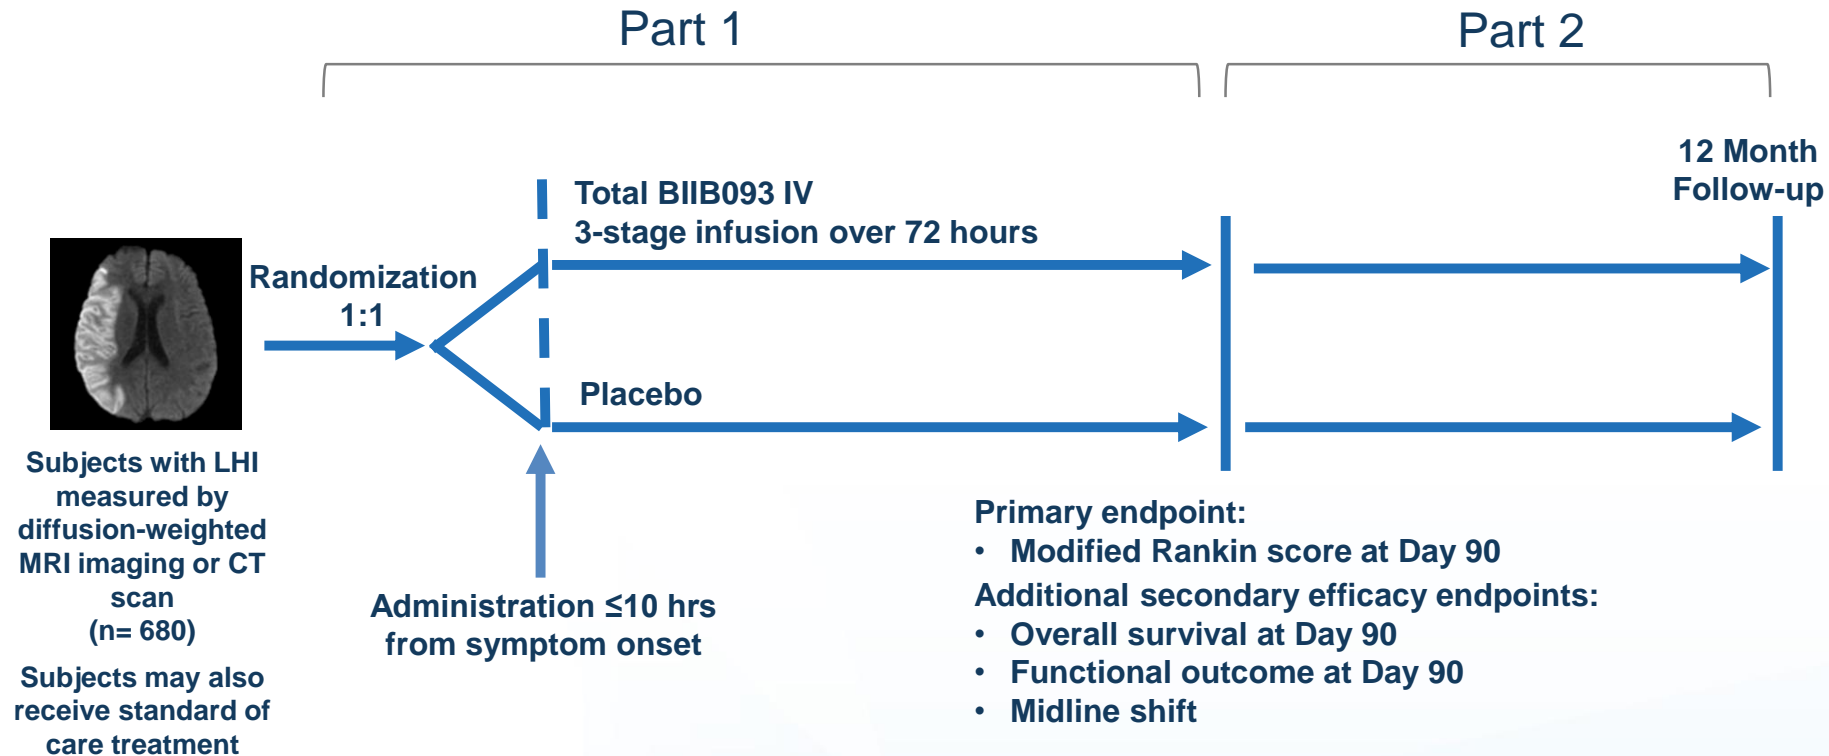 Part 1
Part 2
12 Month
Follow-up
Total BIIB093 IV
3-stage infusion over 72 hours
Randomization
1:1
Placebo
Subjects with LHI
measured by
diffusion-weighted
MRI imaging or CT
scan
(n= 680)
Subjects may also
receive standard of
care treatment
Administration ≤10 hrs
from symptom onset
Primary endpoint:
• Modified Rankin score at Day 90
Additional secondary efficacy endpoints:
• Overall survival at Day 90
• Functional outcome at Day 90
• Midline shift